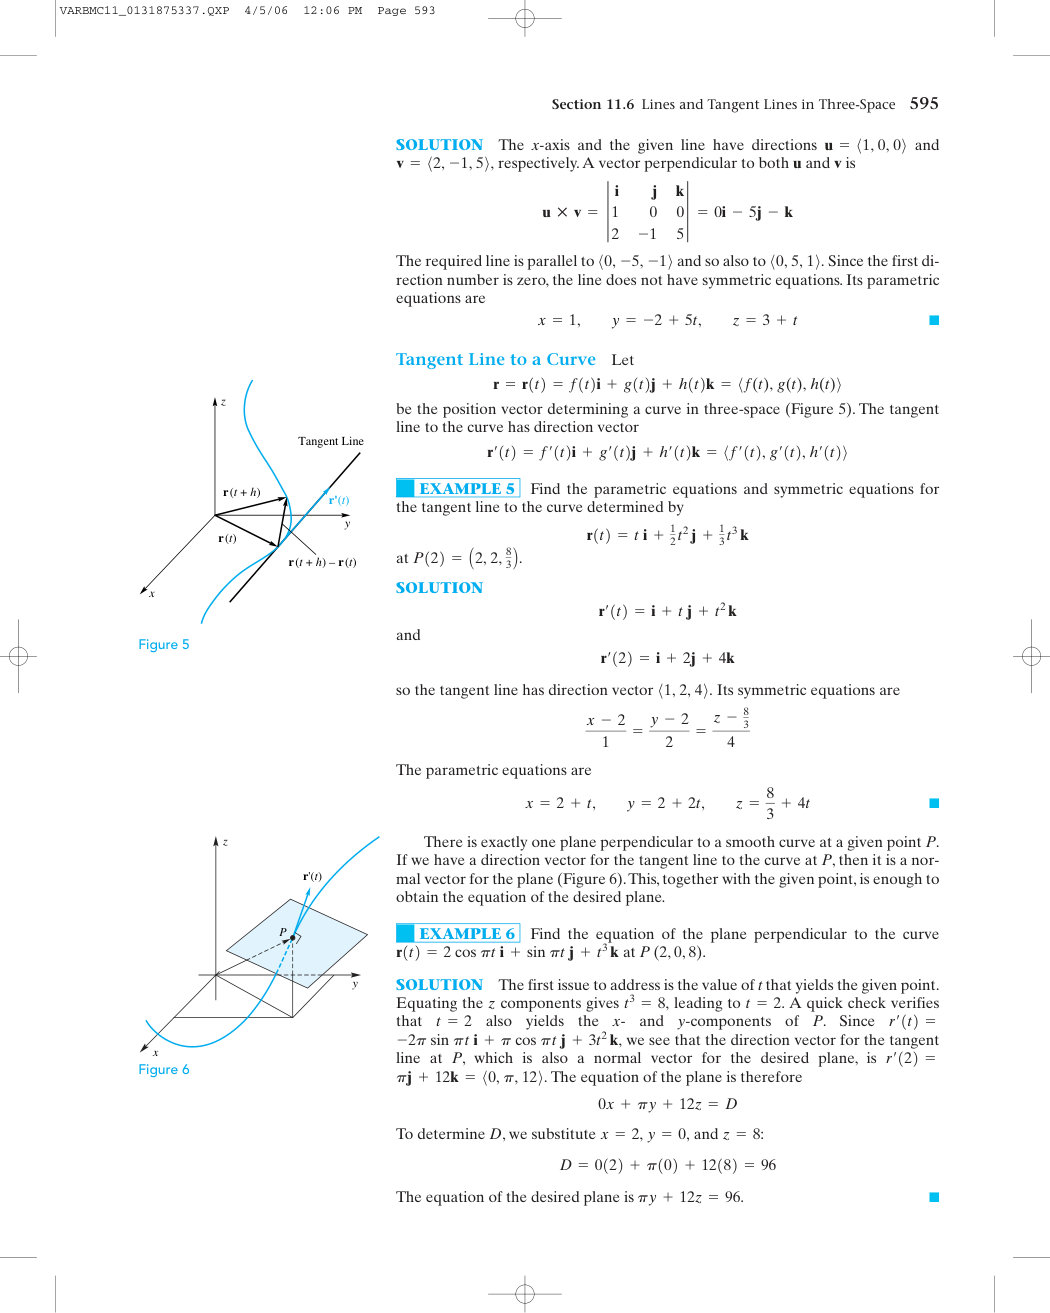 VARBMC11_0131875337.QXP 4/5/06 12:06 PM Page 593
Section 11.6 Lines and Tangent Lines in Three-Space 595
SOLUTION The x-axis and the given line have directions u = ⟨1, 0, 0⟩ and
v = ⟨2, −1, 5⟩, respectively. A vector perpendicular to both u and v is
u × v = | i j k; 1 0 0; 2 −1 5 | = 0i − 5j − k
The required line is parallel to ⟨0, −5, −1⟩ and so also to ⟨0, 5, 1⟩. Since the first di-
rection number is zero, the line does not have symmetric equations. Its parametric
equations are
x = 1, y = −2 + 5t, z = 3 + t
Tangent Line to a Curve Let
r = r(t) = f(t)i + g(t)j + h(t)k = ⟨f(t), g(t), h(t)⟩
be the position vector determining a curve in three-space (Figure 5). The tangent
line to the curve has direction vector
r′(t) = f′(t)i + g′(t)j + h′(t)k = ⟨f′(t), g′(t), h′(t)⟩
z
Tangent Line
r(t + h)
r′(t)
y
r(t)
r(t + h) – r(t)
x
Figure 5
EXAMPLE 5 Find the parametric equations and symmetric equations for
the tangent line to the curve determined by
r(t) = t i + 1/2 t² j + 1/3 t³ k
at P(2) = (2, 2, 8/3).
SOLUTION
r′(t) = i + t j + t² k
and
r′(2) = i + 2j + 4k
so the tangent line has direction vector ⟨1, 2, 4⟩. Its symmetric equations are
(x − 2)/1 = (y − 2)/2 = (z − 8/3)/4
The parametric equations are
x = 2 + t, y = 2 + 2t, z = 8/3 + 4t
There is exactly one plane perpendicular to a smooth curve at a given point P.
If we have a direction vector for the tangent line to the curve at P, then it is a nor-
mal vector for the plane (Figure 6). This, together with the given point, is enough to
obtain the equation of the desired plane.
z
r′(t)
P
y
x
Figure 6
EXAMPLE 6 Find the equation of the plane perpendicular to the curve
r(t) = 2 cos πt i + sin πt j + t³ k at P (2, 0, 8).
SOLUTION The first issue to address is the value of t that yields the given point.
Equating the z components gives t³ = 8, leading to t = 2. A quick check verifies
that t = 2 also yields the x- and y-components of P. Since r′(t) =
−2π sin πt i + π cos πt j + 3t² k, we see that the direction vector for the tangent
line at P, which is also a normal vector for the desired plane, is r′(2) =
πj + 12k = ⟨0, π, 12⟩. The equation of the plane is therefore
0x + πy + 12z = D
To determine D, we substitute x = 2, y = 0, and z = 8:
D = 0(2) + π(0) + 12(8) = 96
The equation of the desired plane is πy + 12z = 96.